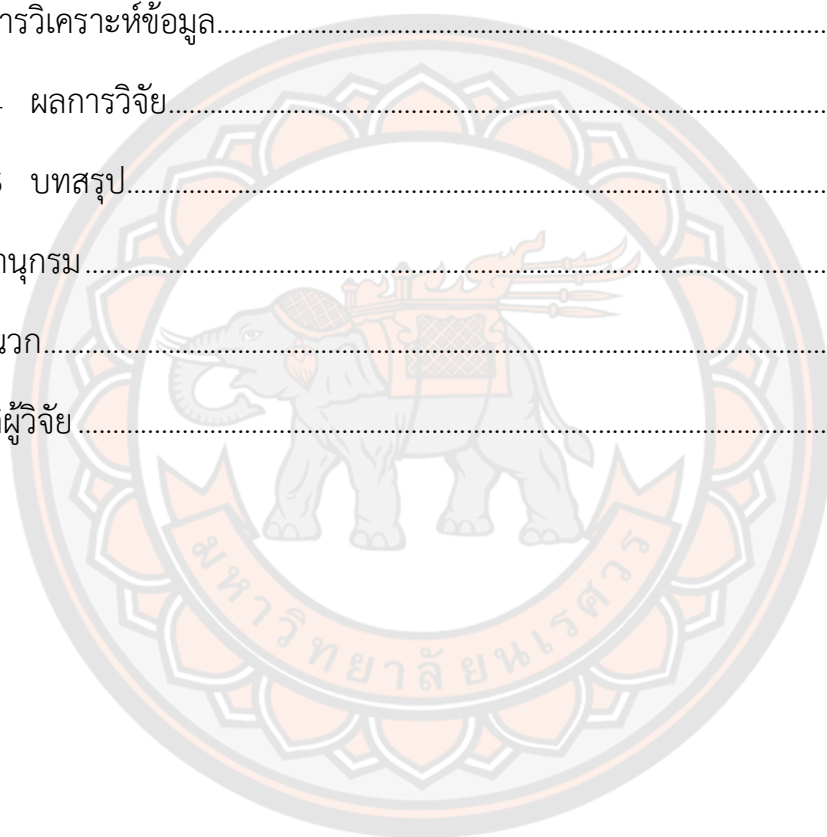 ารวิเคราะห์ข้อมูล
ผลการวิจัย
5 บทสรุป
านุกรม
นวก
ผู้วิจัย
มหาวิทยาลัยนเรศวร